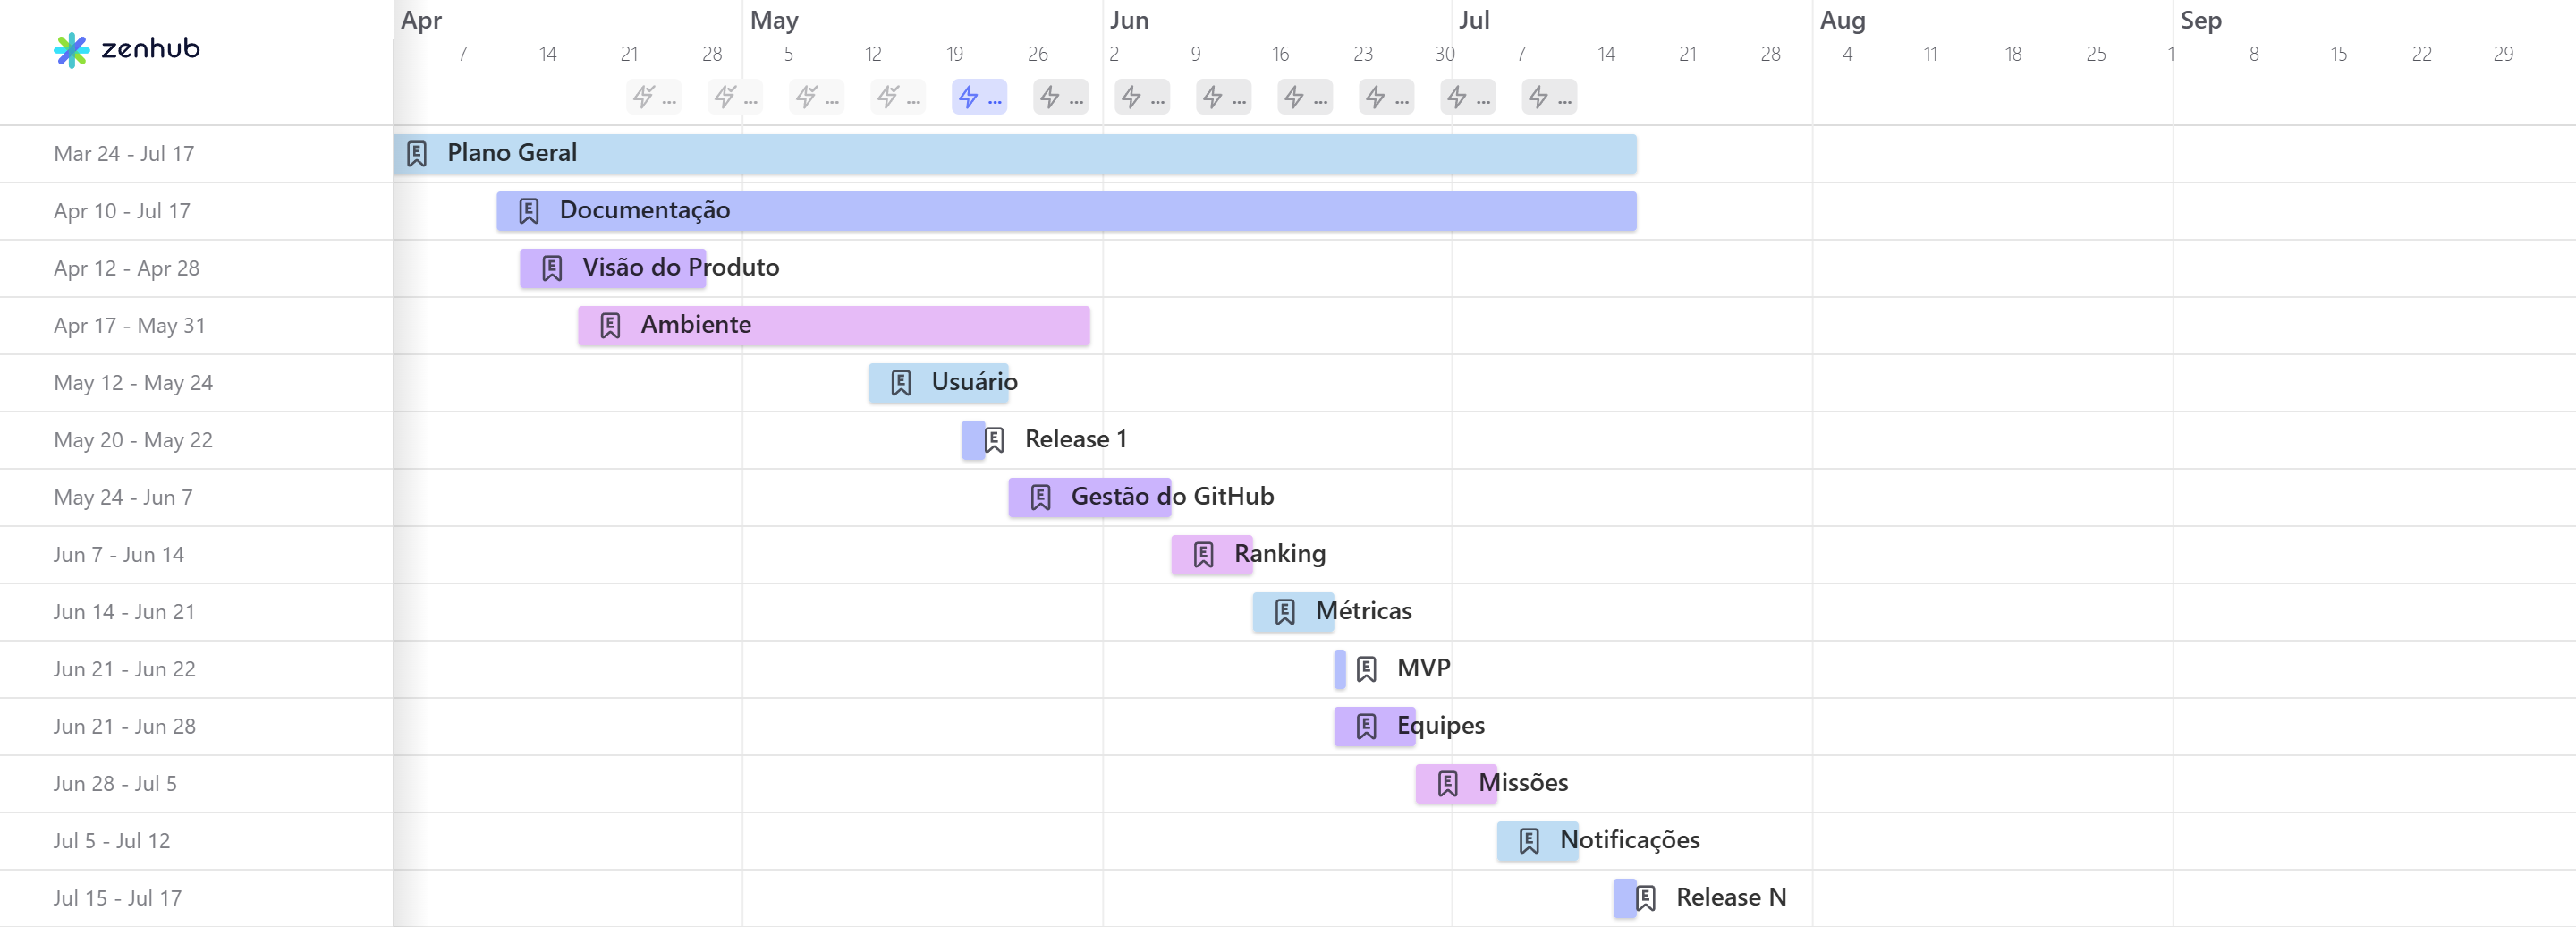 zenhub
Apr May Jun Jul Aug Sep
7 14 21 28 5 12 19 26 2 9 16 23 30 7 14 21 28 4 11 18 25 1 8 15 22 29
... ... ... ... ... ... ... ... ... ... ... ...
Mar 24 - Jul 17 Plano Geral
Apr 10 - Jul 17 Documentação
Apr 12 - Apr 28 Visão do Produto
Apr 17 - May 31 Ambiente
May 12 - May 24 Usuário
May 20 - May 22 Release 1
May 24 - Jun 7 Gestão do GitHub
Jun 7 - Jun 14 Ranking
Jun 14 - Jun 21 Métricas
Jun 21 - Jun 22 MVP
Jun 21 - Jun 28 Equipes
Jun 28 - Jul 5 Missões
Jul 5 - Jul 12 Notificações
Jul 15 - Jul 17 Release N